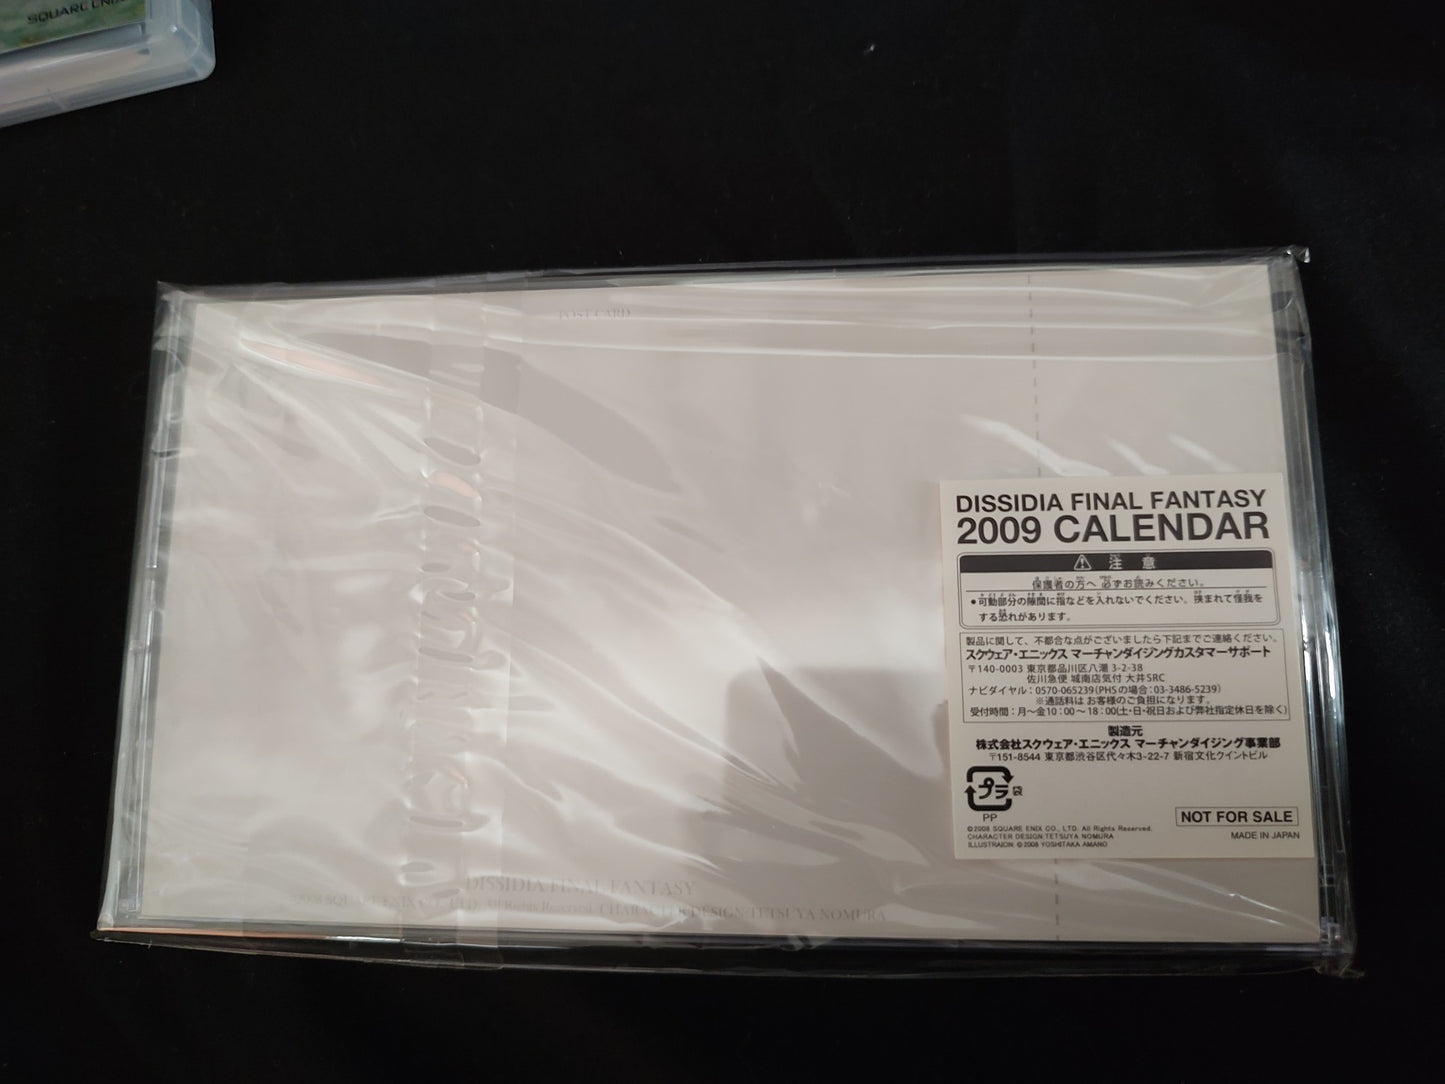 SQUARE ENIX
POST CARD
DISSIDIA FINAL FANTASY
2009 CALENDAR
注意
保護者の方へ 必ずお読みください。
•可動部分の隙間に指などを入れないでください。挟まれて怪我を
する恐れがあります。
製品に関して、不都合な点がございましたら下記までご連絡ください。
スクウェア・エニックス マーチャンダイジングカスタマーサポート
〒140-0003 東京都品川区八潮 3-2-38
佐川急便 城南店気付 大井SRC
ナビダイヤル：0570-065239(PHSの場合：03-3486-5239)
※通話料は お客様のご負担になります。
受付時間：月〜金10：00〜18：00(土・日・祝日および弊社指定休日を除く)
製造元
株式会社スクウェア・エニックス マーチャンダイジング事業部
〒151-8544 東京都渋谷区代々木3-22-7 新宿文化クイントビル
プラ 袋
PP
NOT FOR SALE
©2008 SQUARE ENIX CO., LTD. All Rights Reserved.
CHARACTER DESIGN:TETSUYA NOMURA
ILLUSTRAION: ©2008 YOSHITAKA AMANO
MADE IN JAPAN
DISSIDIA FINAL FANTASY
©2008 SQUARE ENIX CO., LTD. All Rights Reserved. CHARACTER DESIGN:TETSUYA NOMURA